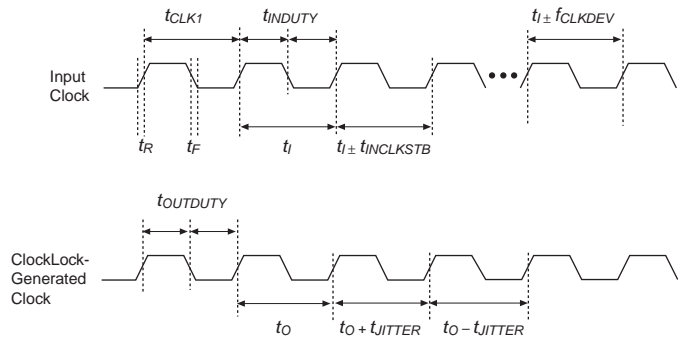 tCLK1
tINDUTY
tI ± fCLKDEV
Input
Clock
tR
tF
tI
tI ± tINCLKSTB
tOUTDUTY
ClockLock-
Generated
Clock
tO
tO + tJITTER
tO – tJITTER